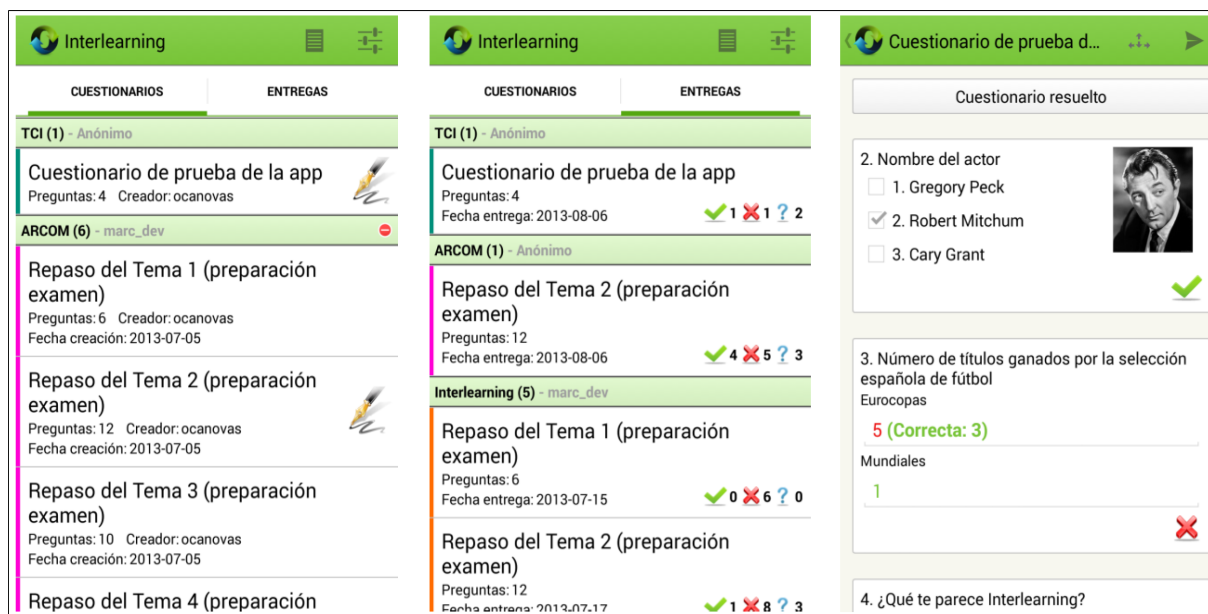 Interlearning
CUESTIONARIOS ENTREGAS
TCI (1) - Anónimo
Cuestionario de prueba de la app
Preguntas: 4 Creador: ocanovas
ARCOM (6) - marc_dev
Repaso del Tema 1 (preparación
examen)
Preguntas: 6 Creador: ocanovas
Fecha creación: 2013-07-05
Repaso del Tema 2 (preparación
examen)
Preguntas: 12 Creador: ocanovas
Fecha creación: 2013-07-05
Repaso del Tema 3 (preparación
examen)
Preguntas: 10 Creador: ocanovas
Fecha creación: 2013-07-05
Repaso del Tema 4 (preparación
Interlearning
CUESTIONARIOS ENTREGAS
TCI (1) - Anónimo
Cuestionario de prueba de la app
Preguntas: 4
Fecha entrega: 2013-08-06 1 1 ? 2
ARCOM (1) - Anónimo
Repaso del Tema 2 (preparación
examen)
Preguntas: 12
Fecha entrega: 2013-08-06 4 5 ? 3
Interlearning (5) - marc_dev
Repaso del Tema 1 (preparación
examen)
Preguntas: 6
Fecha entrega: 2013-07-15 0 6 ? 0
Repaso del Tema 2 (preparación
examen)
Preguntas: 12
Fecha entrega: 2013-07-17 1 8 ? 3
Cuestionario de prueba d...
Cuestionario resuelto
2. Nombre del actor
1. Gregory Peck
2. Robert Mitchum
3. Cary Grant
3. Número de títulos ganados por la selección
española de fútbol
Eurocopas
5 (Correcta: 3)
Mundiales
1
4. ¿Qué te parece Interlearning?